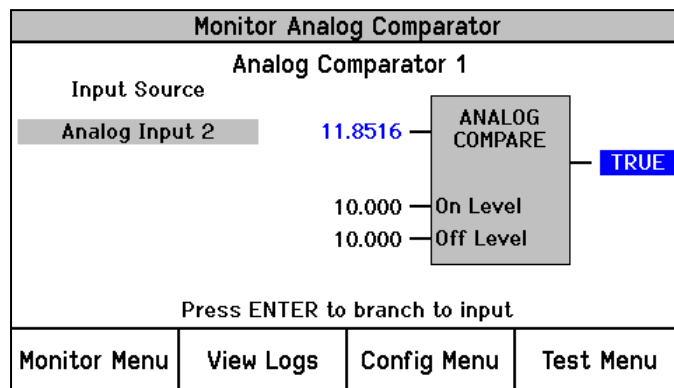 Monitor Analog Comparator
Analog Comparator 1
Input Source
Analog Input 2
11.8516
ANALOG
COMPARE
TRUE
10.000 On Level
10.000 Off Level
Press ENTER to branch to input
Monitor Menu View Logs Config Menu Test Menu